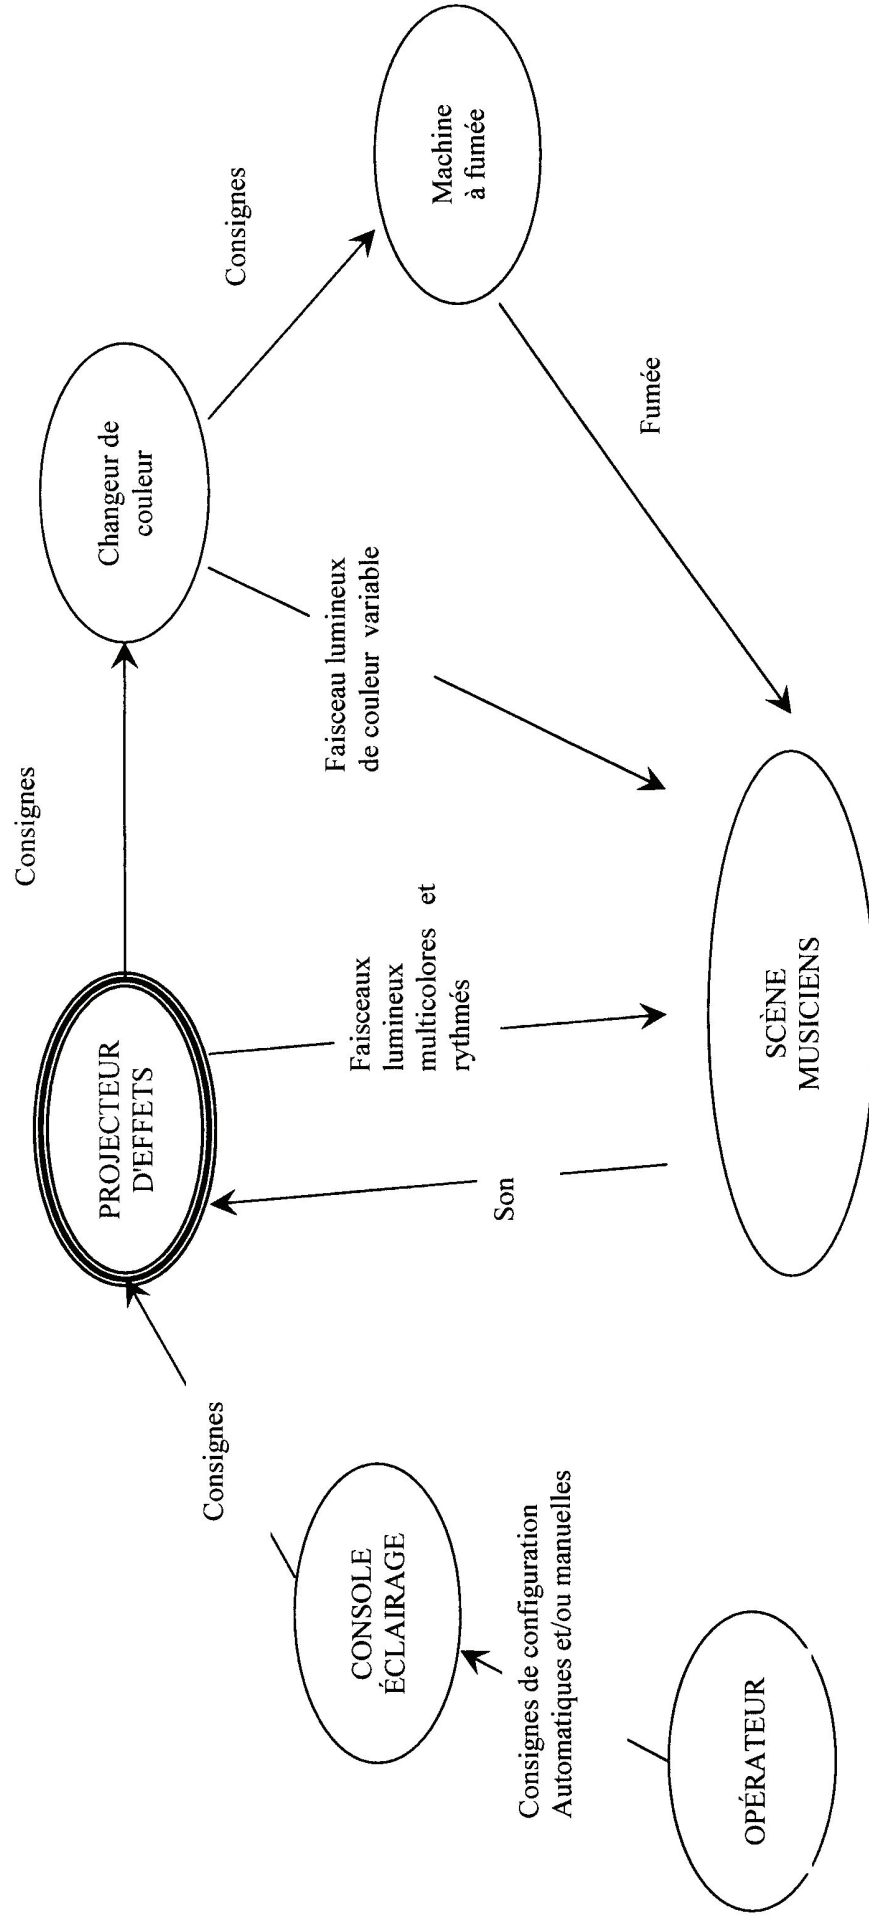 Consignes
PROJECTEUR
D'EFFETS
Changeur de
couleur
Consignes
Consignes
Machine
à fumée
CONSOLE
ÉCLAIRAGE
Faisceaux
lumineux
multicolores et
rythmés
Faisceau lumineux
de couleur variable
Son
Fumée
Consignes de configuration
Automatiques et/ou manuelles
OPÉRATEUR
SCÈNE
MUSICIENS